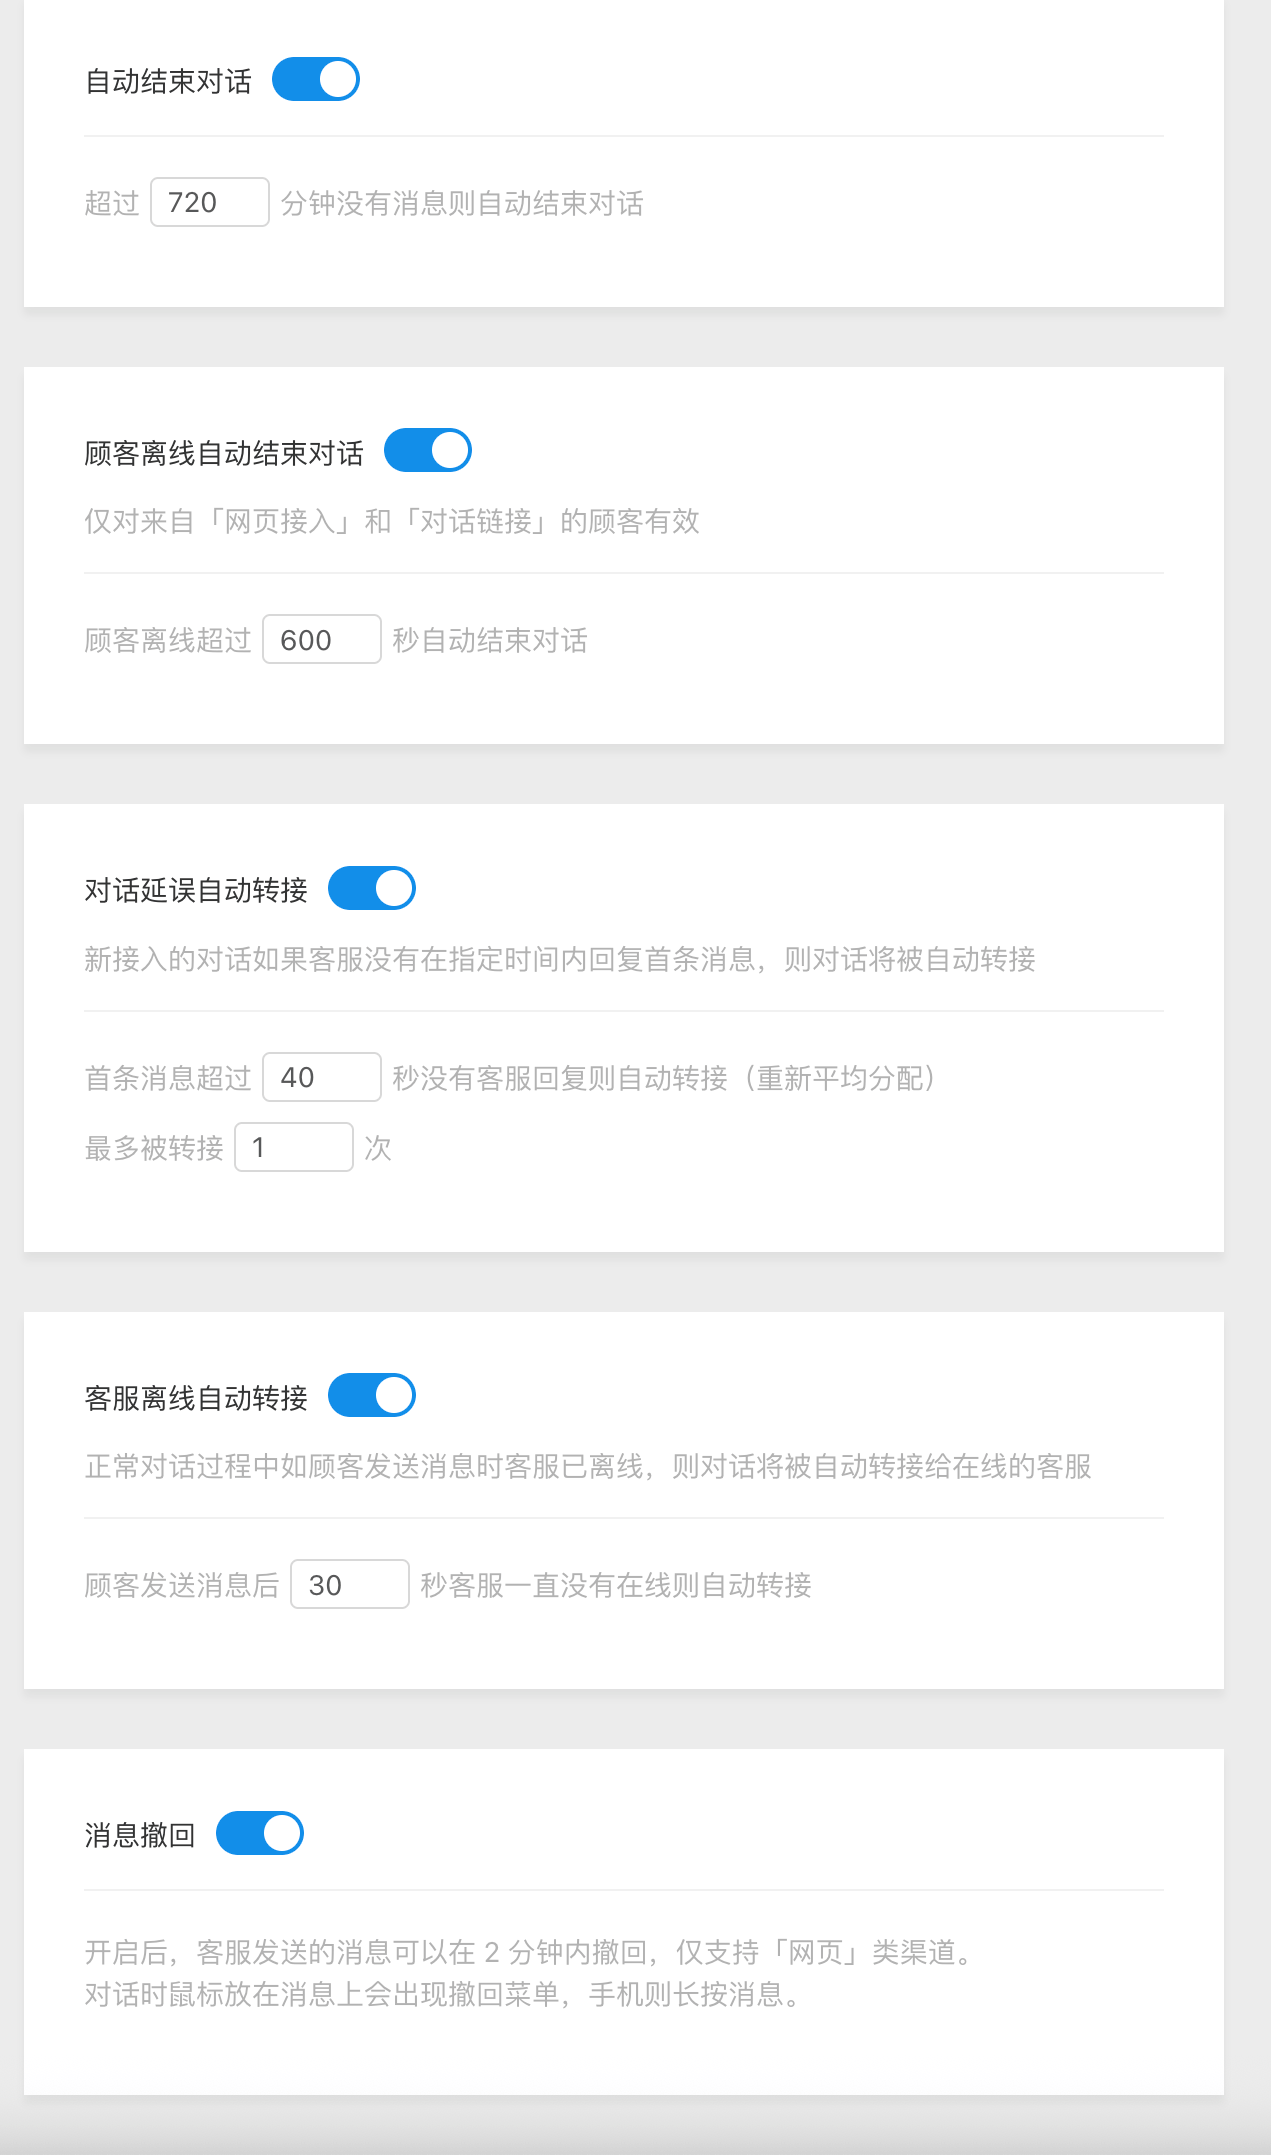 自动结束对话
超过 720 分钟没有消息则自动结束对话
顾客离线自动结束对话
仅对来自「网页接入」和「对话链接」的顾客有效
顾客离线超过 600 秒自动结束对话
对话延误自动转接
新接入的对话如果客服没有在指定时间内回复首条消息，则对话将被自动转接
首条消息超过 40 秒没有客服回复则自动转接（重新平均分配）
最多被转接 1 次
客服离线自动转接
正常对话过程中如顾客发送消息时客服已离线，则对话将被自动转接给在线的客服
顾客发送消息后 30 秒客服一直没有在线则自动转接
消息撤回
开启后，客服发送的消息可以在 2 分钟内撤回，仅支持「网页」类渠道。
对话时鼠标放在消息上会出现撤回菜单，手机则长按消息。